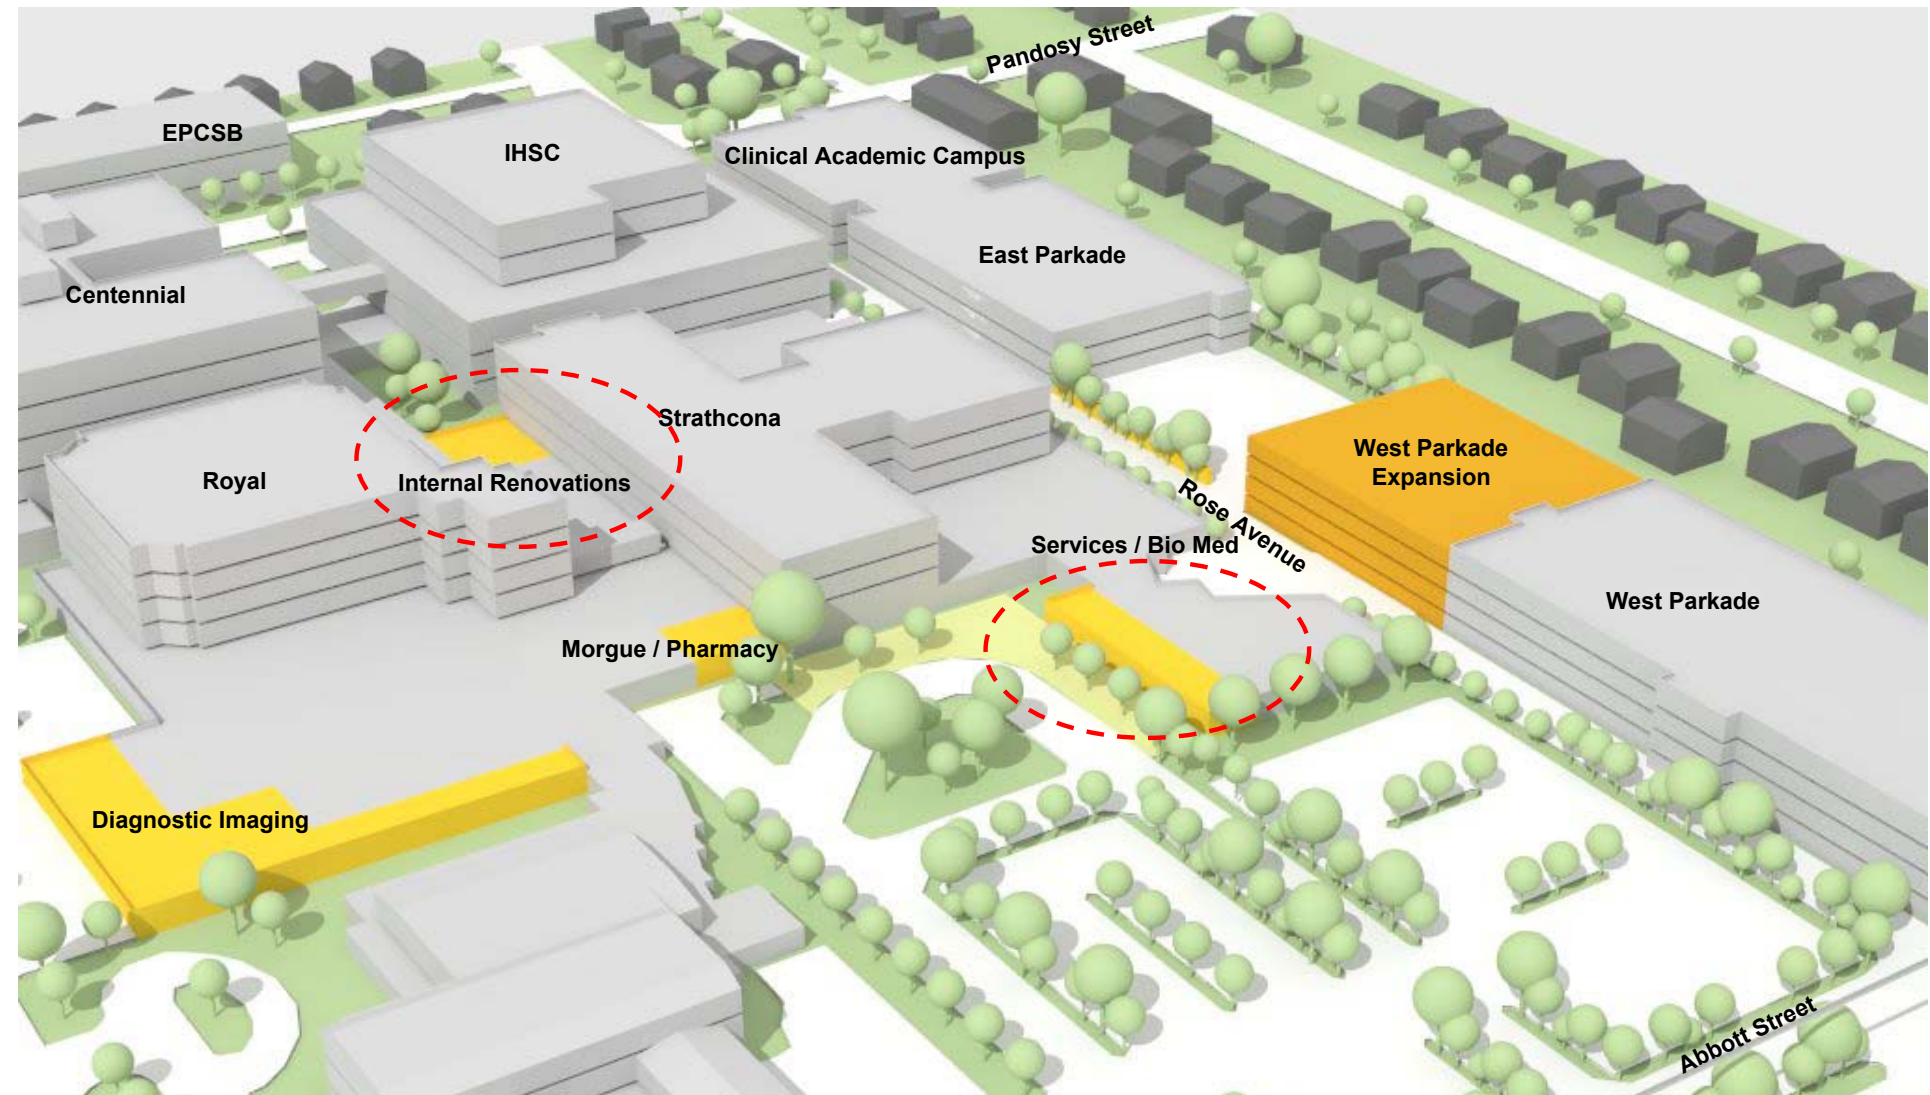 Pandosy Street
EPCSB
IHSC
Clinical Academic Campus
East Parkade
Centennial
Strathcona
West Parkade
Expansion
Royal
Internal Renovations
Rose Avenue
Services / Bio Med
West Parkade
Morgue / Pharmacy
Diagnostic Imaging
Abbott Street